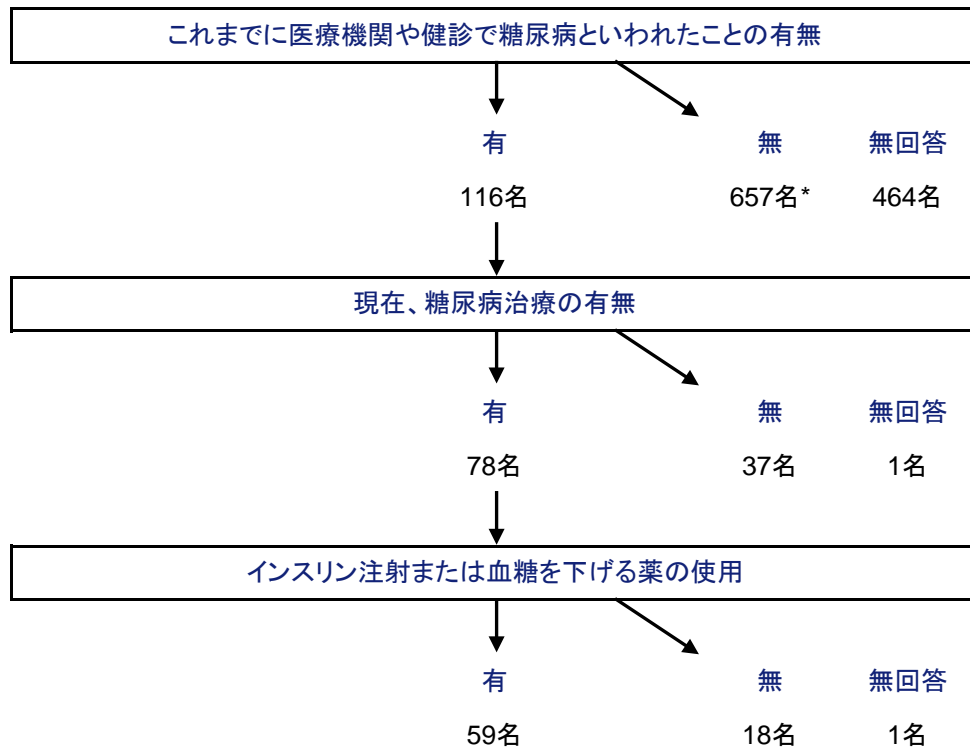 これまでに医療機関や健診で糖尿病といわれたことの有無
有 無 無回答
116名 657名* 464名
現在、糖尿病治療の有無
有 無 無回答
78名 37名 1名
インスリン注射または血糖を下げる薬の使用
有 無 無回答
59名 18名 1名